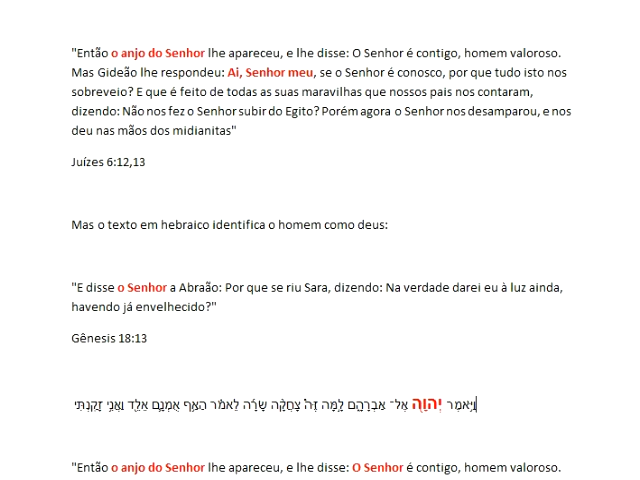 "Então o anjo do Senhor lhe apareceu, e lhe disse: O Senhor é contigo, homem valoroso.
Mas Gideão lhe respondeu: Ai, Senhor meu, se o Senhor é conosco, por que tudo isto nos
sobreveio? E que é feito de todas as suas maravilhas que nossos pais nos contaram,
dizendo: Não nos fez o Senhor subir do Egito? Porém agora o Senhor nos desamparou, e nos
deu nas mãos dos midianitas"
Juízes 6:12,13
Mas o texto em hebraico identifica o homem como deus:
"E disse o Senhor a Abraão: Por que se riu Sara, dizendo: Na verdade darei eu à luz ainda,
havendo já envelhecido?"
Gênesis 18:13
וַיֹּ֥אמֶר יְהוָ֖ה אֶל־ אַבְרָהָ֑ם לָ֣מָּה זֶּה֩ צָחֲקָ֨ה שָׂרָ֜ה לֵאמֹ֗ר הַאַ֥ף אֻמְנָ֛ם אֵלֵ֖ד וַאֲנִ֥י זָקַֽנְתִּי
"Então o anjo do Senhor lhe apareceu, e lhe disse: O Senhor é contigo, homem valoroso.